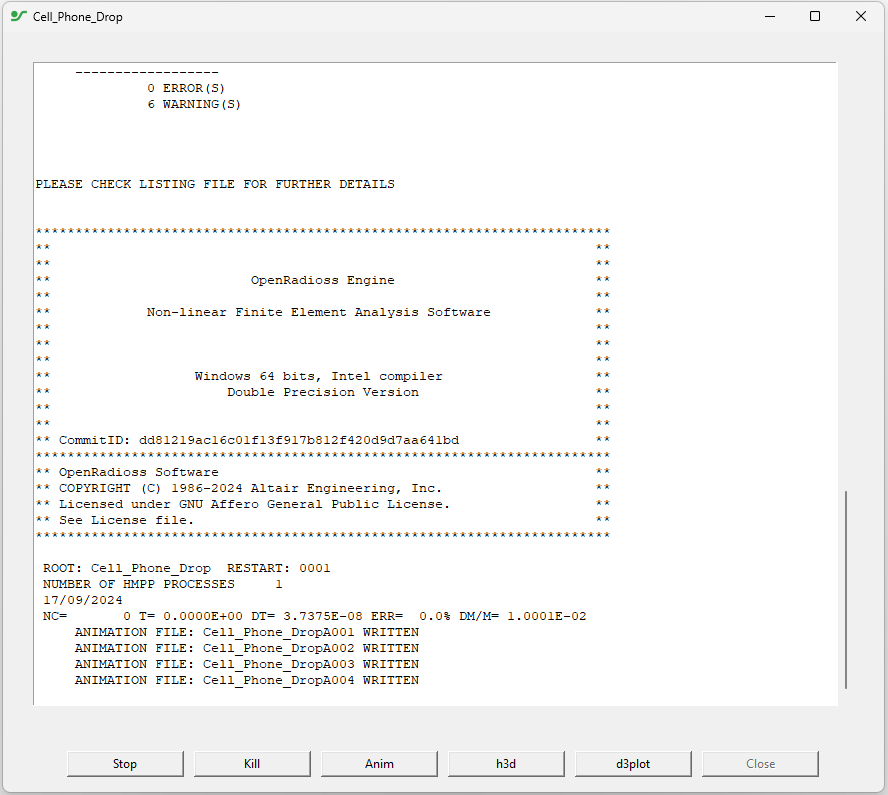 Cell_Phone_Drop
------------------
0 ERROR(S)
6 WARNING(S)
PLEASE CHECK LISTING FILE FOR FURTHER DETAILS
************************************************************************
** **
** **
** OpenRadioss Engine **
** **
** Non-linear Finite Element Analysis Software **
** **
** **
** **
** Windows 64 bits, Intel compiler **
** Double Precision Version **
** **
** **
** CommitID: dd81219ac16c01f13f917b812f420d9d7aa641bd **
************************************************************************
** OpenRadioss Software **
** COPYRIGHT (C) 1986-2024 Altair Engineering, Inc. **
** Licensed under GNU Affero General Public License. **
** See License file. **
************************************************************************
ROOT: Cell_Phone_Drop RESTART: 0001
NUMBER OF HMPP PROCESSES 1
17/09/2024
NC= 0 T= 0.0000E+00 DT= 3.7375E-08 ERR= 0.0% DM/M= 1.0001E-02
ANIMATION FILE: Cell_Phone_DropA001 WRITTEN
ANIMATION FILE: Cell_Phone_DropA002 WRITTEN
ANIMATION FILE: Cell_Phone_DropA003 WRITTEN
ANIMATION FILE: Cell_Phone_DropA004 WRITTEN
Stop Kill Anim h3d d3plot Close